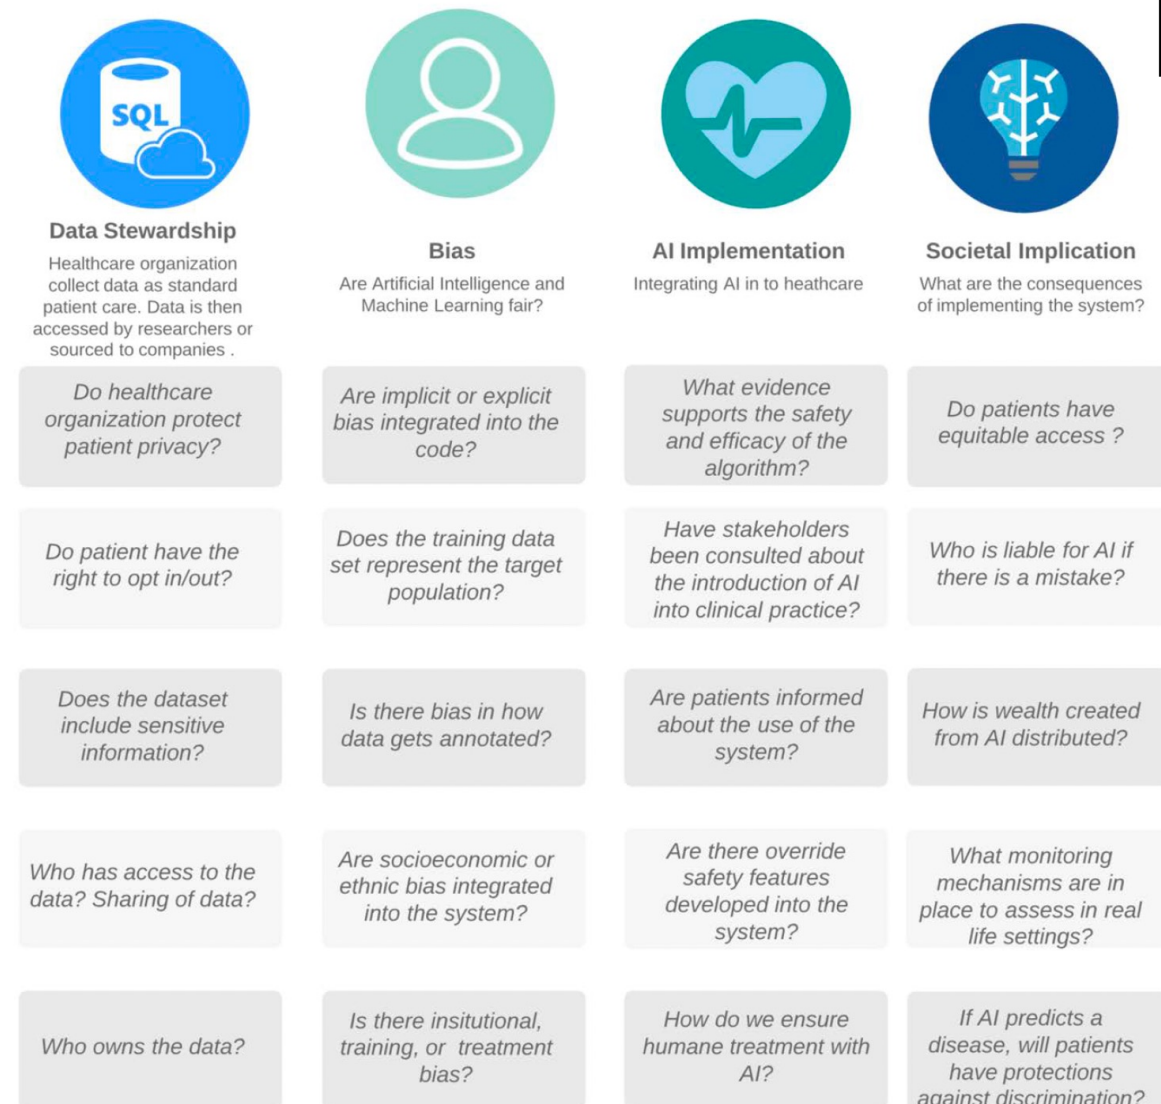 SQL
Data Stewardship
Healthcare organization
collect data as standard
patient care. Data is then
accessed by researchers or
sourced to companies .
Do healthcare
organization protect
patient privacy?
Do patient have the
right to opt in/out?
Does the dataset
include sensitive
information?
Who has access to the
data? Sharing of data?
Who owns the data?
Bias
Are Artificial Intelligence and
Machine Learning fair?
Are implicit or explicit
bias integrated into the
code?
Does the training data
set represent the target
population?
Is there bias in how
data gets annotated?
Are socioeconomic or
ethnic bias integrated
into the system?
Is there insitutional,
training, or treatment
bias?
AI Implementation
Integrating AI in to heathcare
What evidence
supports the safety
and efficacy of the
algorithm?
Have stakeholders
been consulted about
the introduction of AI
into clinical practice?
Are patients informed
about the use of the
system?
Are there override
safety features
developed into the
system?
How do we ensure
humane treatment with
AI?
Societal Implication
What are the consequences
of implementing the system?
Do patients have
equitable access ?
Who is liable for AI if
there is a mistake?
How is wealth created
from AI distributed?
What monitoring
mechanisms are in
place to assess in real
life settings?
If AI predicts a
disease, will patients
have protections
against discrimination?